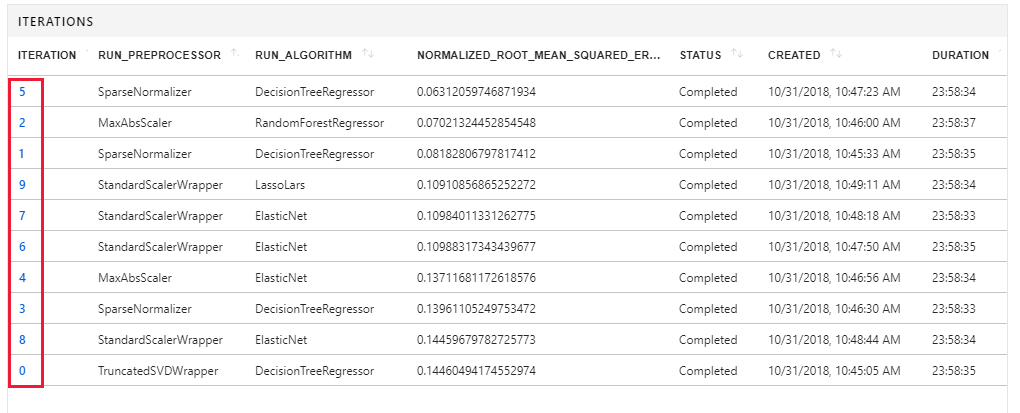 ITERATIONS
ITERATION RUN_PREPROCESSOR RUN_ALGORITHM NORMALIZED_ROOT_MEAN_SQUARED_ER... STATUS CREATED DURATION
5 SparseNormalizer DecisionTreeRegressor 0.06312059746871934 Completed 10/31/2018, 10:47:23 AM 23:58:34
2 MaxAbsScaler RandomForestRegressor 0.07021324452854548 Completed 10/31/2018, 10:46:00 AM 23:58:37
1 SparseNormalizer DecisionTreeRegressor 0.08182806797817412 Completed 10/31/2018, 10:45:33 AM 23:58:35
9 StandardScalerWrapper LassoLars 0.10910856865252272 Completed 10/31/2018, 10:49:11 AM 23:58:34
7 StandardScalerWrapper ElasticNet 0.10984011331262775 Completed 10/31/2018, 10:48:18 AM 23:58:33
6 StandardScalerWrapper ElasticNet 0.10988317343439677 Completed 10/31/2018, 10:47:50 AM 23:58:35
4 MaxAbsScaler ElasticNet 0.13711681172618576 Completed 10/31/2018, 10:46:56 AM 23:58:34
3 SparseNormalizer DecisionTreeRegressor 0.13961105249753472 Completed 10/31/2018, 10:46:30 AM 23:58:33
8 StandardScalerWrapper ElasticNet 0.14459679782725773 Completed 10/31/2018, 10:48:44 AM 23:58:34
0 TruncatedSVDWrapper DecisionTreeRegressor 0.14460494174552974 Completed 10/31/2018, 10:45:05 AM 23:58:35